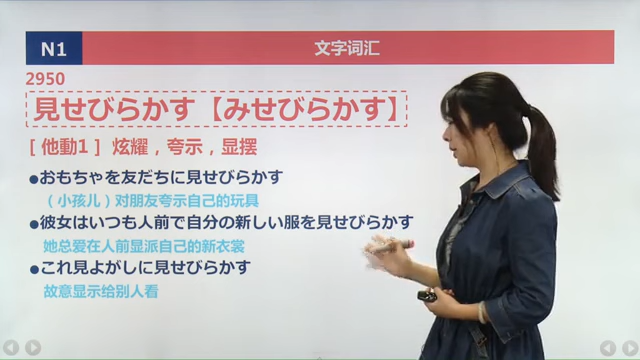 N1
文字词汇
2950
見せびらかす【みせびらかす】
[ 他動1 ] 炫耀，夸示，显摆
●おもちゃを友だちに見せびらかす
（小孩儿）对朋友夸示自己的玩具
●彼女はいつも人前で自分の新しい服を見せびらかす
她总爱在人前显派自己的新衣裳
●これ見よがしに見せびらかす
故意显示给别人看